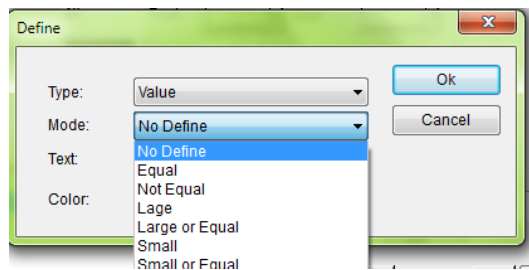 Define
Type: Value Ok
Mode: No Define Cancel
Text: No Define
Equal
Not Equal
Color: Lage
Large or Equal
Small
Small or Equal